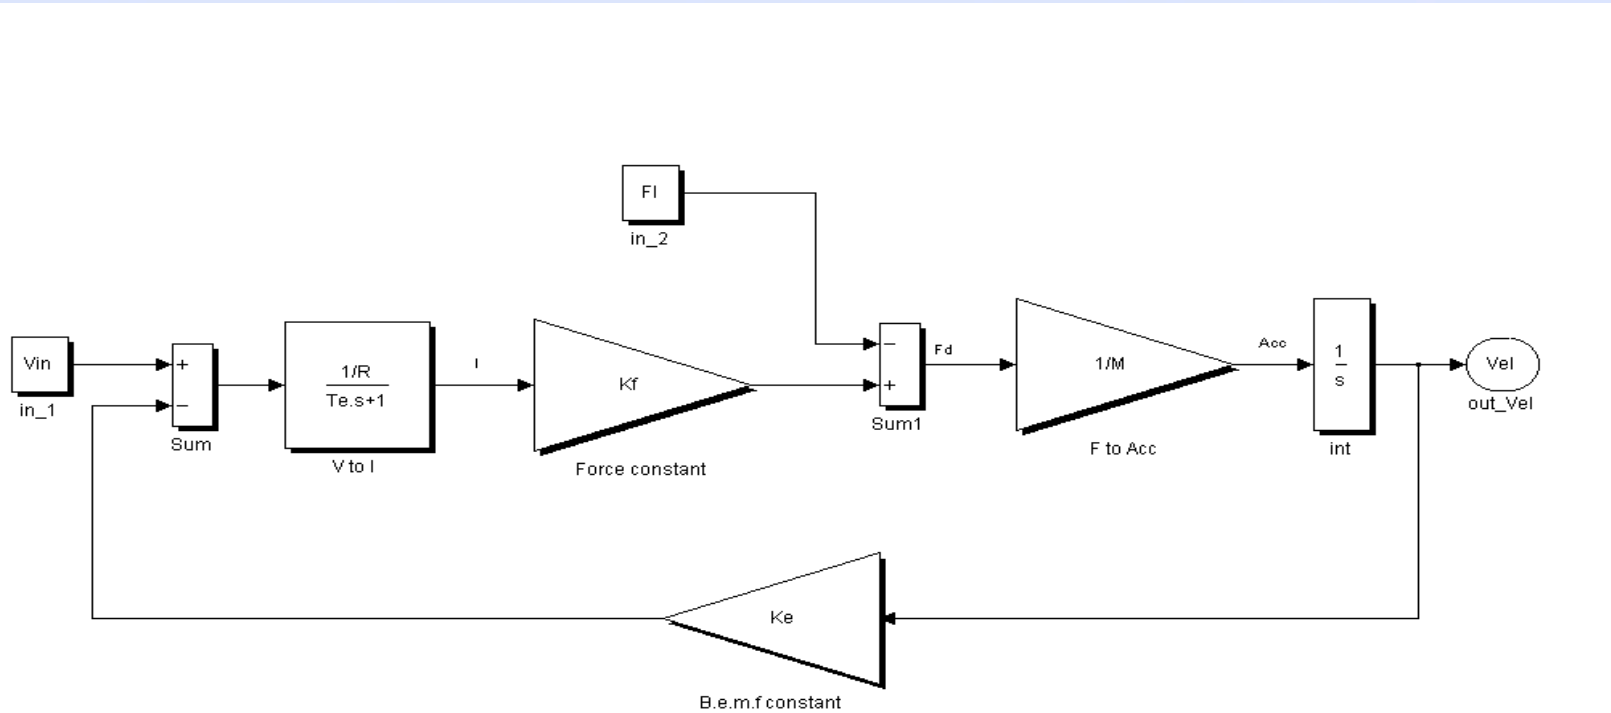 Fl
in_2
Vin
in_1
+
−
Sum
1/R
Te.s+1
V to I
I
Kf
Force constant
−
+
Sum1
Fd
1/M
F to Acc
Acc
1
s
int
Vel
out_Vel
Ke
B.e.m.f constant